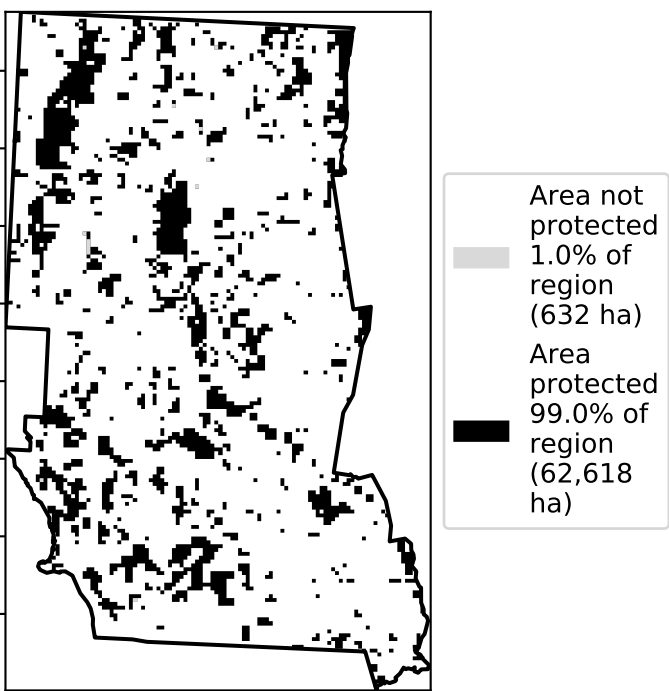 Area not
protected
1.0% of
region
(632 ha)
Area
protected
99.0% of
region
(62,618
ha)